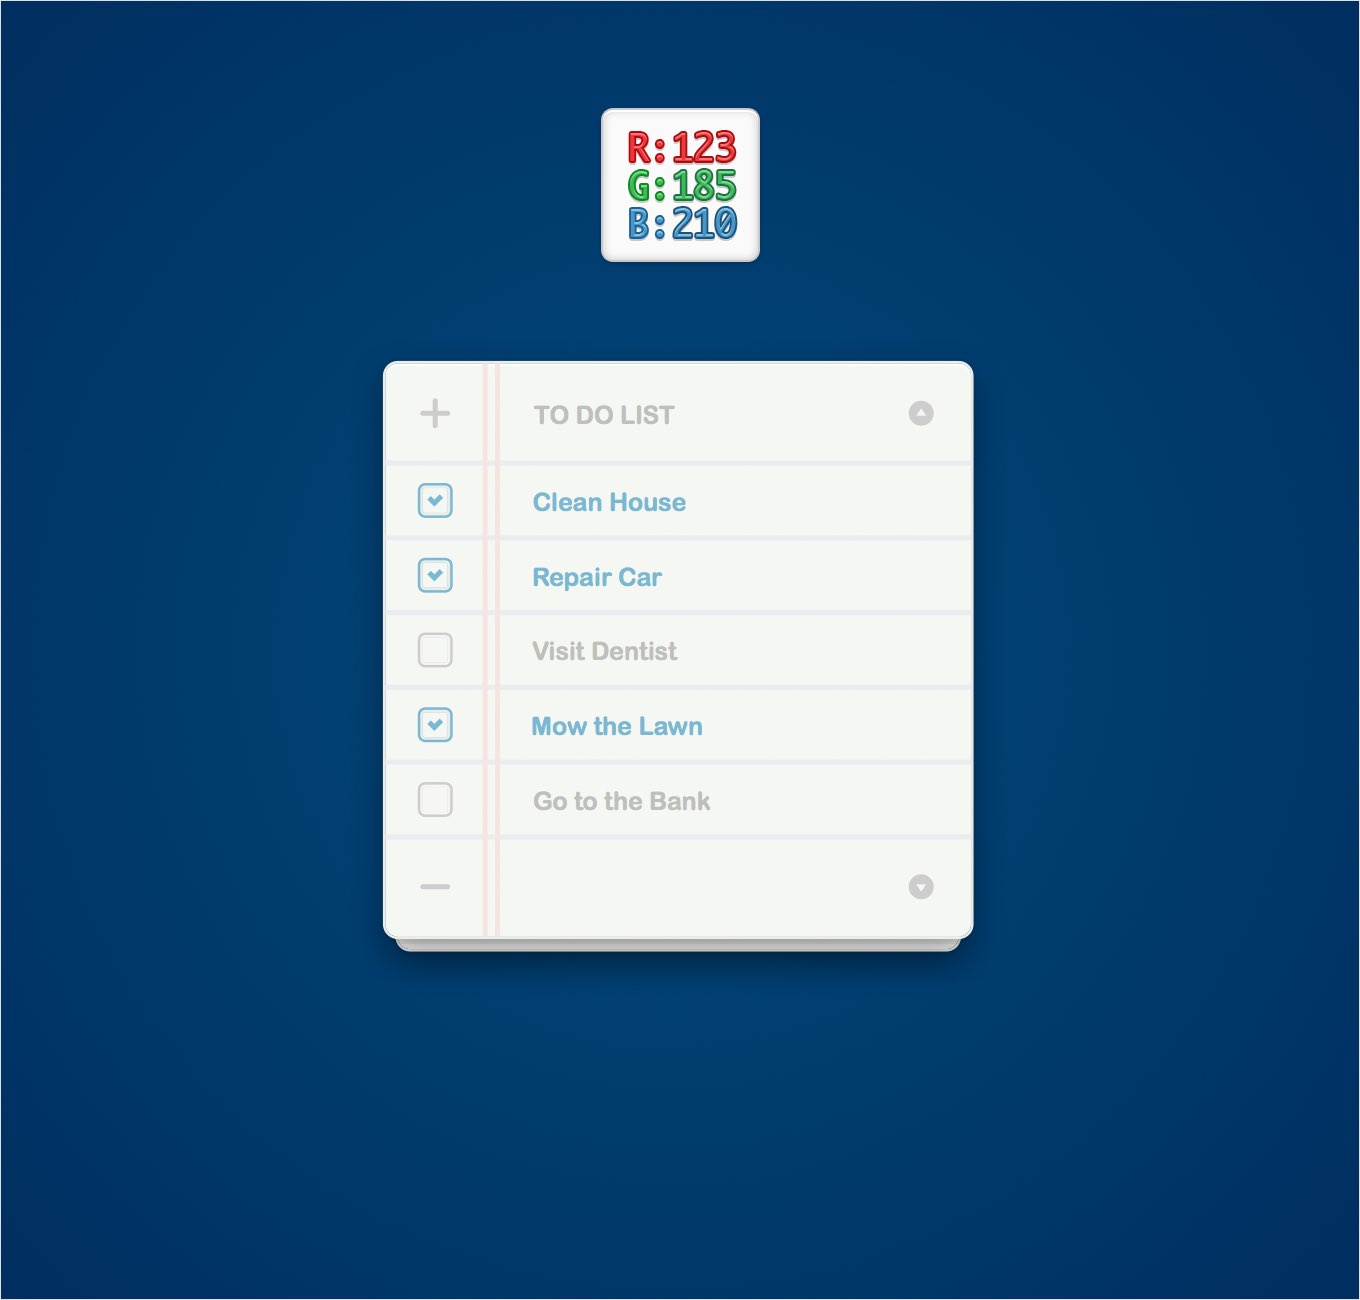 R:123
G:185
B:210
TO DO LIST
Clean House
Repair Car
Visit Dentist
Mow the Lawn
Go to the Bank